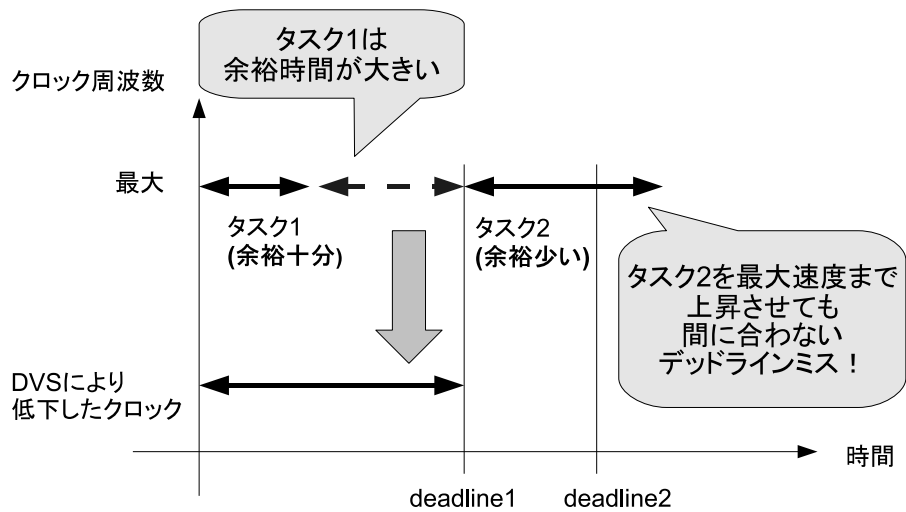 タスク1は
余裕時間が大きい
クロック周波数
最大
タスク1
(余裕十分)
タスク2
(余裕少い)
タスク2を最大速度まで
上昇させても
間に合わない
デッドラインミス！
DVSにより
低下したクロック
時間
deadline1
deadline2